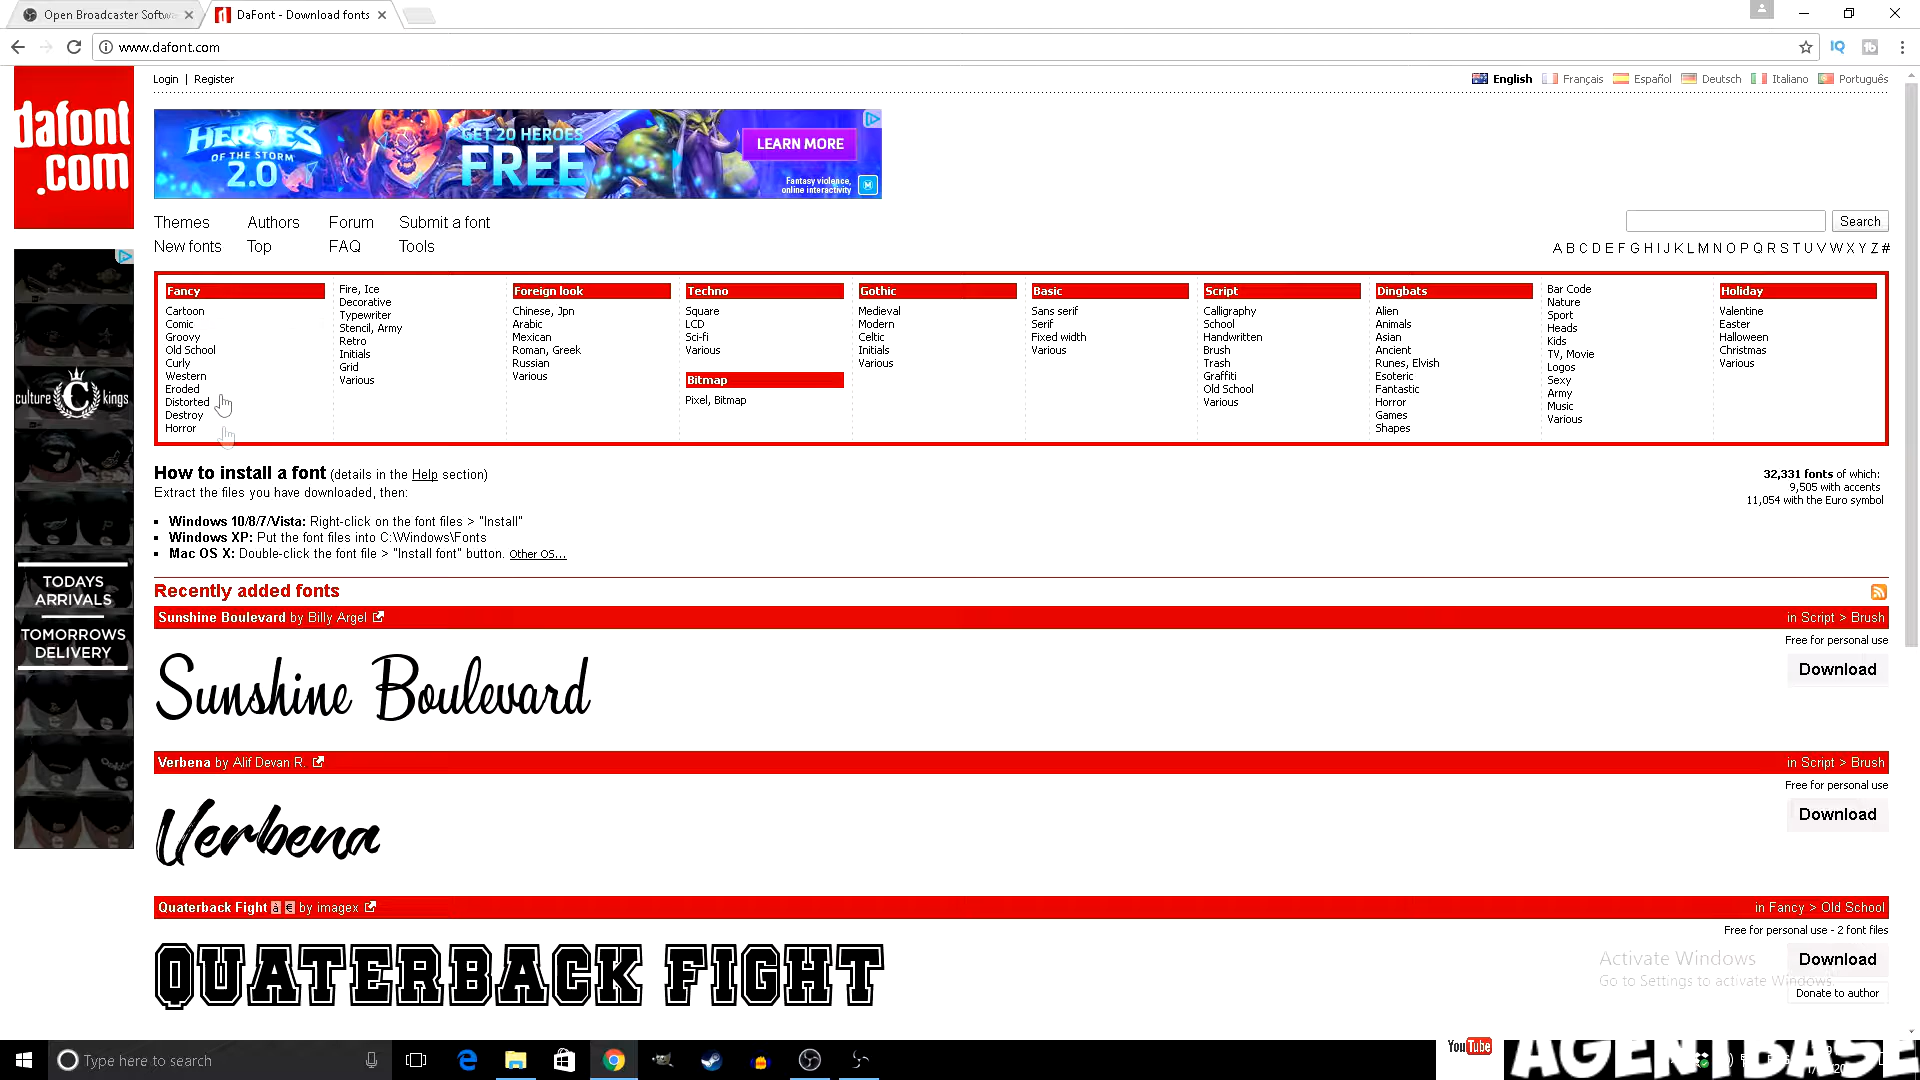 Open Broadcaster Softw
DaFont - Download fonts
www.dafont.com
dafont
.com
Login | Register
English Français Español Deutsch Italiano Português
HEROES
OF THE STORM
2.0
GET 20 HEROES
FREE
LEARN MORE
Fantasy violence,
online interactivity
Themes Authors Forum Submit a font
New fonts Top FAQ Tools
Search
A B C D E F G H I J K L M N O P Q R S T U V W X Y Z #
Fancy
Cartoon
Comic
Groovy
Old School
Curly
Western
Eroded
Distorted
Destroy
Horror
Fire, Ice
Decorative
Typewriter
Stencil, Army
Retro
Initials
Grid
Various
Foreign look
Chinese, Jpn
Arabic
Mexican
Roman, Greek
Russian
Various
Techno
Square
LCD
Sci-fi
Various
Bitmap
Pixel, Bitmap
Gothic
Medieval
Modern
Celtic
Initials
Various
Basic
Sans serif
Serif
Fixed width
Various
Script
Calligraphy
School
Handwritten
Brush
Trash
Graffiti
Old School
Various
Dingbats
Alien
Animals
Asian
Ancient
Runes, Elvish
Esoteric
Fantastic
Horror
Games
Shapes
Bar Code
Nature
Sport
Heads
Kids
TV, Movie
Logos
Sexy
Army
Music
Various
Holiday
Valentine
Easter
Halloween
Christmas
Various
culture kings
TODAYS
ARRIVALS
TOMORROWS
DELIVERY
How to install a font (details in the Help section)
Extract the files you have downloaded, then:
Windows 10/8/7/Vista: Right-click on the font files > "Install"
Windows XP: Put the font files into C:\Windows\Fonts
Mac OS X: Double-click the font file > "Install font" button. Other OS...
32,331 fonts of which:
9,505 with accents
11,054 with the Euro symbol
Recently added fonts
Sunshine Boulevard by Billy Argel in Script > Brush
Free for personal use
Download
Sunshine Boulevard
Verbena by Alif Devan R. in Script > Brush
Free for personal use
Download
Verbena
Quaterback Fight à € by imagex in Fancy > Old School
Free for personal use - 2 font files
Download
Donate to author
QUATERBACK FIGHT
Activate Windows
Go to Settings to activate Windows.
Type here to search
YouTube
AGENTBASE